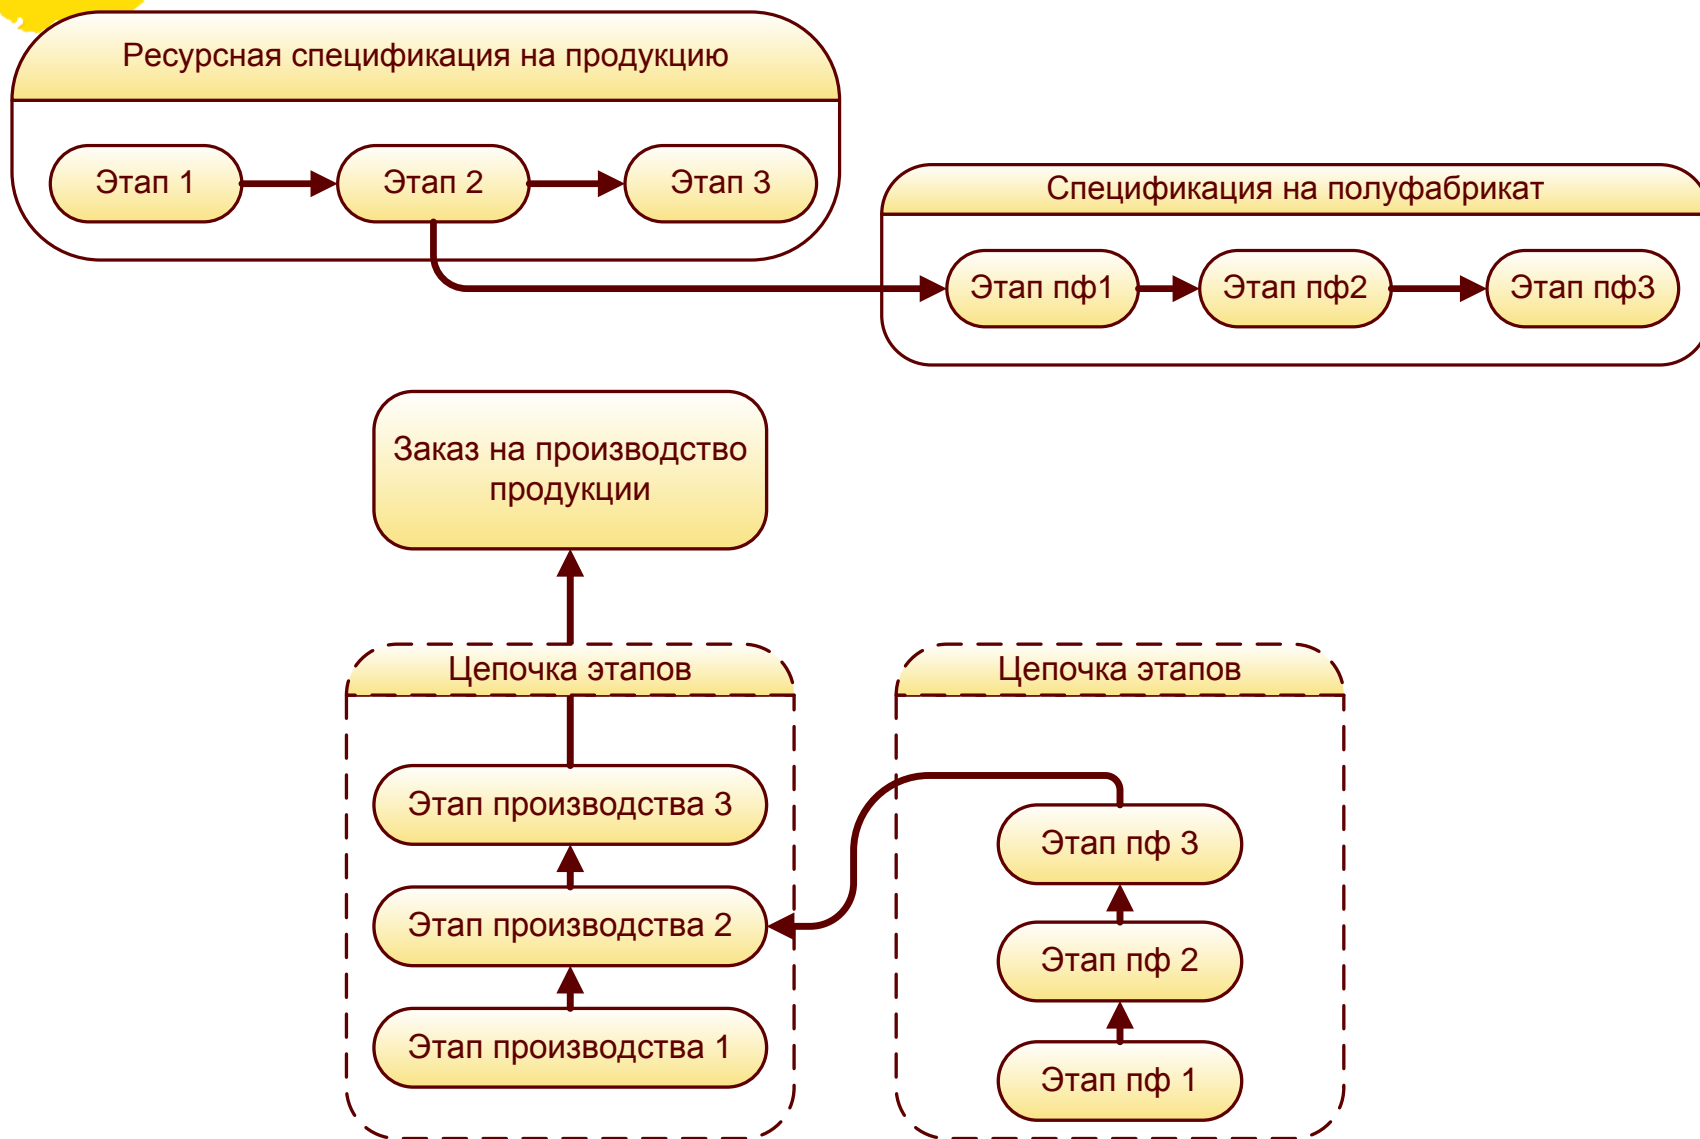 Ресурсная спецификация на продукцию
Этап 1
Этап 2
Этап 3
Спецификация на полуфабрикат
Этап пф1
Этап пф2
Этап пф3
Заказ на производство
продукции
Цепочка этапов
Этап производства 3
Этап производства 2
Этап производства 1
Цепочка этапов
Этап пф 3
Этап пф 2
Этап пф 1